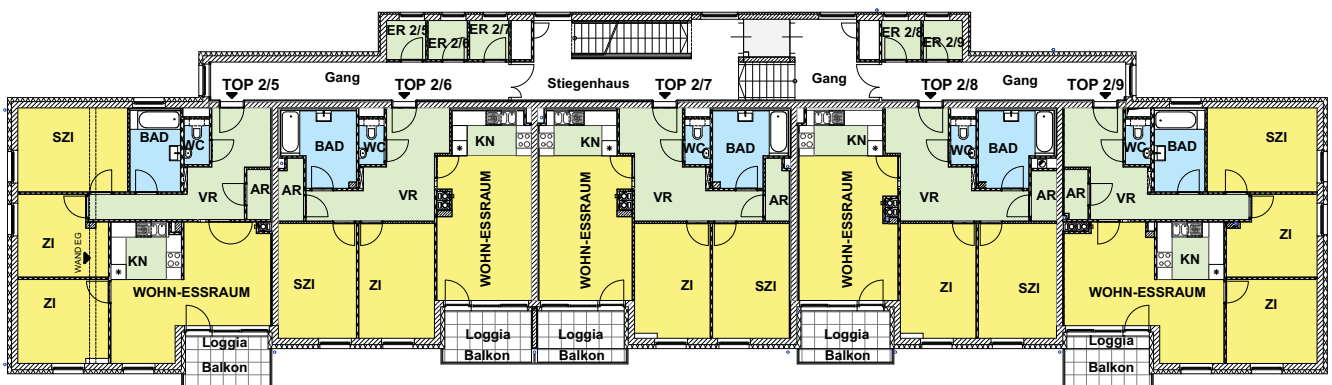 ER 2/5
ER 2/6
ER 2/7
ER 2/8
ER 2/9
Gang
Stiegenhaus
Gang
Gang
TOP 2/5
TOP 2/6
TOP 2/7
TOP 2/8
TOP 2/9
SZI
BAD
WC
VR
AR
ZI
WAND EG
KN
ZI
WOHN-ESSRAUM
Loggia
Balkon
BAD
WC
AR
VR
KN
SZI
ZI
WOHN-ESSRAUM
Loggia
Balkon
KN
WC
BAD
VR
AR
WOHN-ESSRAUM
ZI
SZI
Loggia
Balkon
KN
WC
BAD
VR
AR
WOHN-ESSRAUM
ZI
SZI
Loggia
Balkon
WC
BAD
SZI
AR
VR
ZI
KN
WOHN-ESSRAUM
ZI
Loggia
Balkon